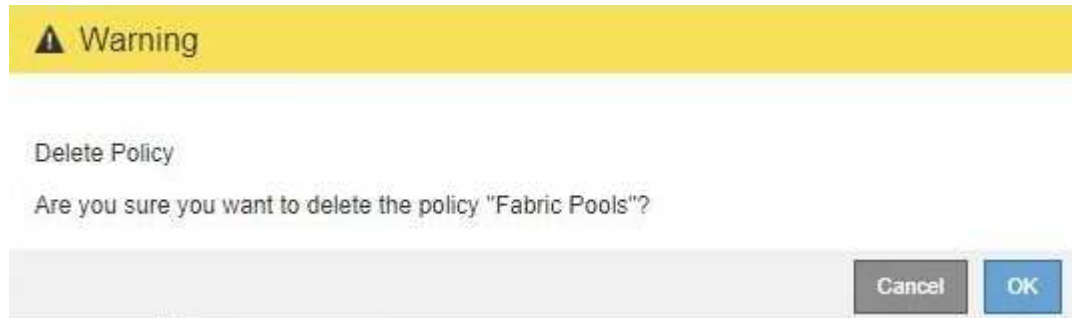 Warning
Delete Policy
Are you sure you want to delete the policy "Fabric Pools"?
Cancel OK